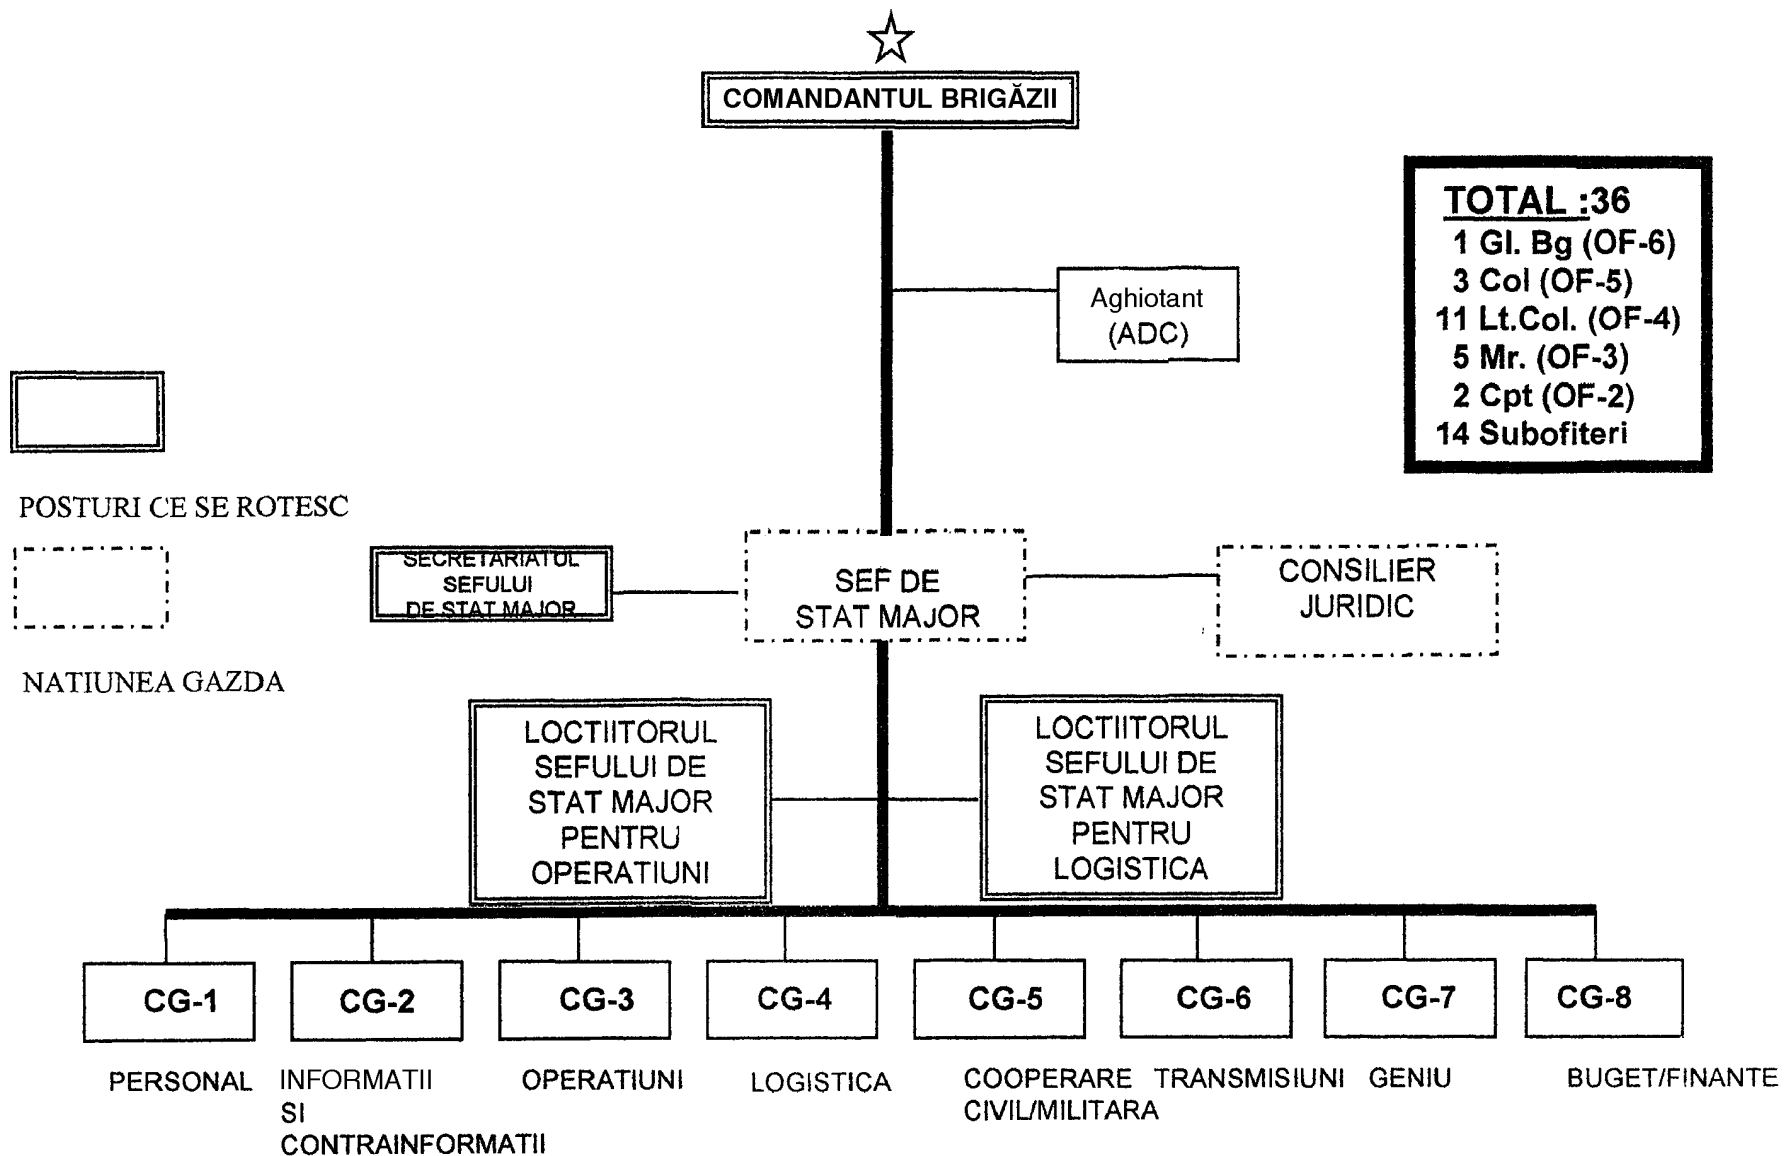 COMANDANTUL BRIGĂZII
TOTAL :36
1 Gl. Bg (OF-6)
3 Col (OF-5)
11 Lt.Col. (OF-4)
5 Mr. (OF-3)
2 Cpt (OF-2)
14 Subofiteri
Aghiotant
(ADC)
POSTURI CE SE ROTESC
NATIUNEA GAZDA
SECRETARIATUL
SEFULUI
DE STAT MAJOR
SEF DE
STAT MAJOR
CONSILIER
JURIDIC
LOCTIITORUL
SEFULUI DE
STAT MAJOR
PENTRU
OPERATIUNI
LOCTIITORUL
SEFULUI DE
STAT MAJOR
PENTRU
LOGISTICA
CG-1
PERSONAL
CG-2
INFORMATII
SI
CONTRAINFORMATII
CG-3
OPERATIUNI
CG-4
LOGISTICA
CG-5
COOPERARE
CIVIL/MILITARA
CG-6
TRANSMISIUNI
CG-7
GENIU
CG-8
BUGET/FINANTE